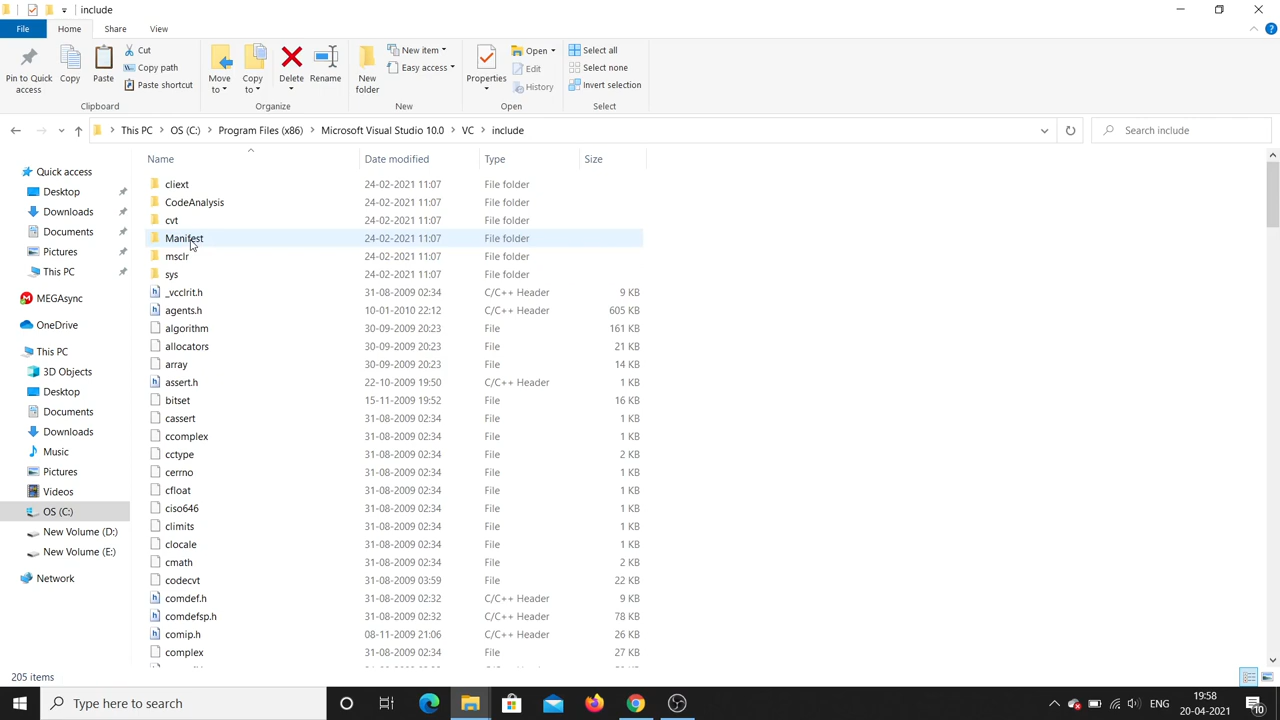 include
File Home Share View
Pin to Quick access Copy Paste Cut Copy path Paste shortcut Move to Copy to Delete Rename New folder New item Easy access Properties Open Edit History Select all Select none Invert selection
Clipboard Organize New Open Select
This PC OS (C:) Program Files (x86) Microsoft Visual Studio 10.0 VC include Search include
Quick access
Desktop
Downloads
Documents
Pictures
This PC
MEGAsync
OneDrive
This PC
3D Objects
Desktop
Documents
Downloads
Music
Pictures
Videos
OS (C:)
New Volume (D:)
New Volume (E:)
Network
Name Date modified Type Size
cliext 24-02-2021 11:07 File folder
CodeAnalysis 24-02-2021 11:07 File folder
cvt 24-02-2021 11:07 File folder
Manifest 24-02-2021 11:07 File folder
msclr 24-02-2021 11:07 File folder
sys 24-02-2021 11:07 File folder
_vcclrit.h 31-08-2009 02:34 C/C++ Header 9 KB
agents.h 10-01-2010 22:12 C/C++ Header 605 KB
algorithm 30-09-2009 20:23 File 161 KB
allocators 30-09-2009 20:23 File 21 KB
array 30-09-2009 20:23 File 14 KB
assert.h 22-10-2009 19:50 C/C++ Header 1 KB
bitset 15-11-2009 19:52 File 16 KB
cassert 31-08-2009 02:34 File 1 KB
ccomplex 31-08-2009 02:34 File 1 KB
cctype 31-08-2009 02:34 File 2 KB
cerrno 31-08-2009 02:34 File 1 KB
cfloat 31-08-2009 02:34 File 1 KB
ciso646 31-08-2009 02:34 File 1 KB
climits 31-08-2009 02:34 File 1 KB
clocale 31-08-2009 02:34 File 1 KB
cmath 31-08-2009 02:34 File 2 KB
codecvt 31-08-2009 03:59 File 22 KB
comdef.h 31-08-2009 02:32 C/C++ Header 9 KB
comdefsp.h 31-08-2009 02:32 C/C++ Header 78 KB
comip.h 08-11-2009 21:06 C/C++ Header 26 KB
complex 31-08-2009 02:34 File 27 KB
205 items
Type here to search ENG 19:58
20-04-2021 10